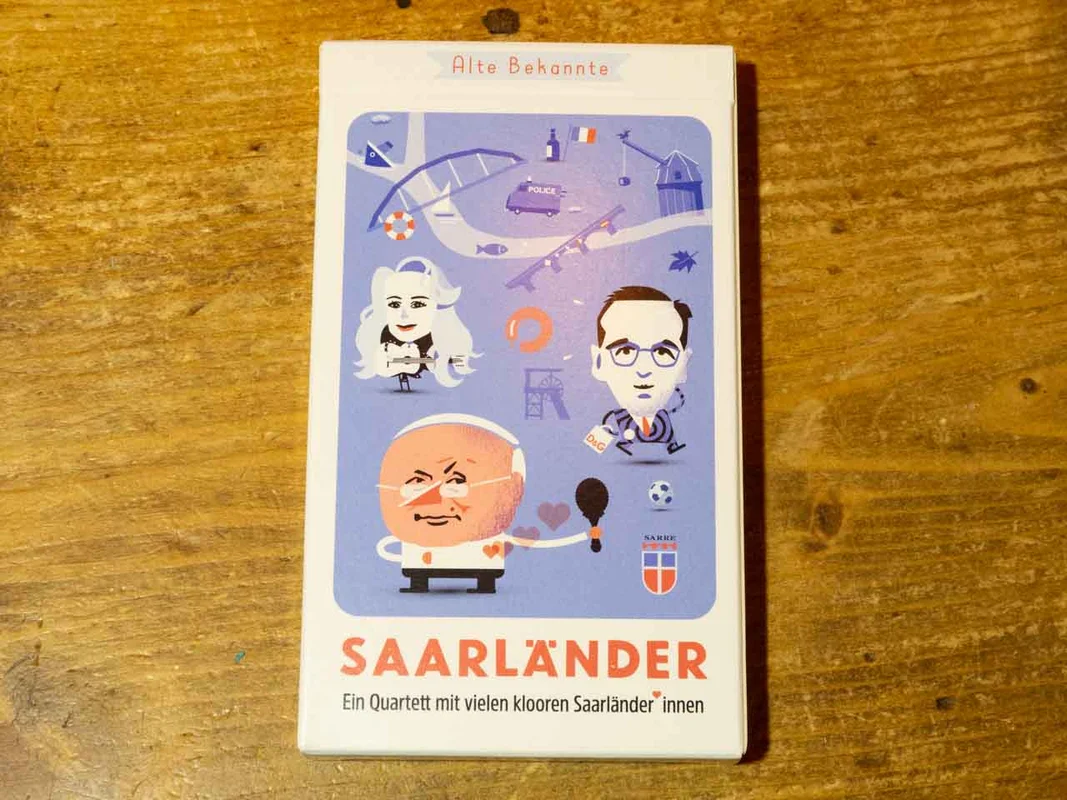 Alte Bekannte
POLICE
D&G
SARRE
SAARLÄNDER
Ein Quartett mit vielen klooren Saarländer♥innen